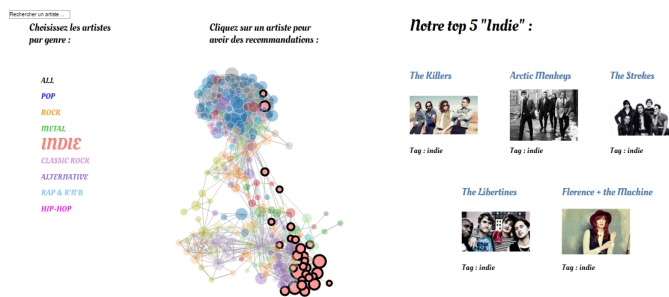 Rechercher un artiste ...
Choisissez les artistes
par genre :
ALL
POP
ROCK
METAL
INDIE
CLASSIC ROCK
ALTERNATIVE
RAP & R'N'B
HIP-HOP
Cliquez sur un artiste pour
avoir des recommandations :
Notre top 5 "Indie" :
The Killers
Arctic Monkeys
The Strokes
Tag : indie
Tag : indie
Tag : indie
The Libertines
Florence + the Machine
Tag : indie
Tag : indie